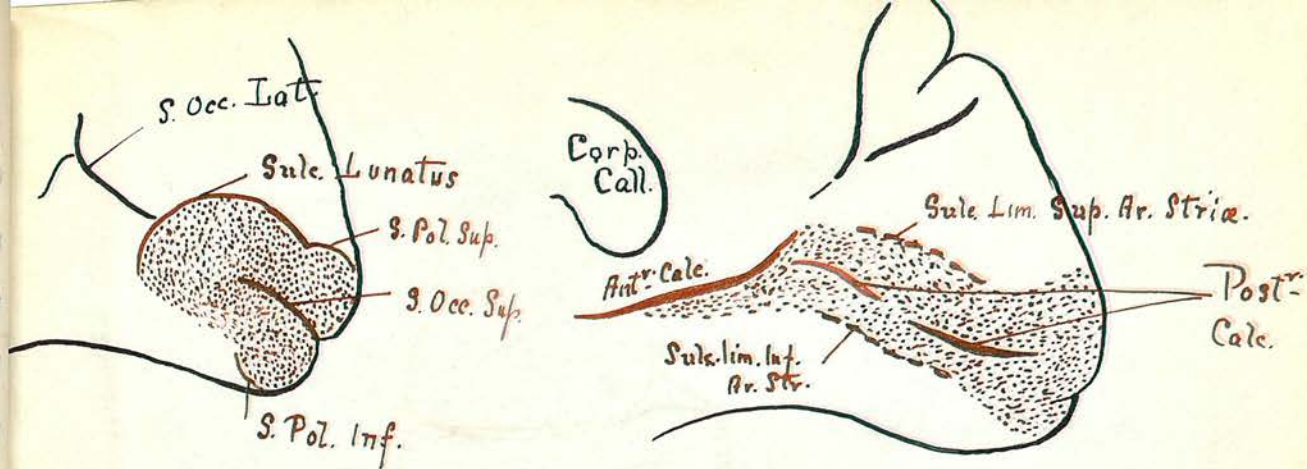 S. Occ. Lat.
Sulc. Lunatus
S. Pol. Sup.
S. Occ. Sup.
S. Pol. Inf.
Corp.
Call.
Antr. Calc.
Sulc. Lim. Sup. Ar. Striæ.
Sulc. lim. Inf.
Ar. Str.
Postr.
Calc.